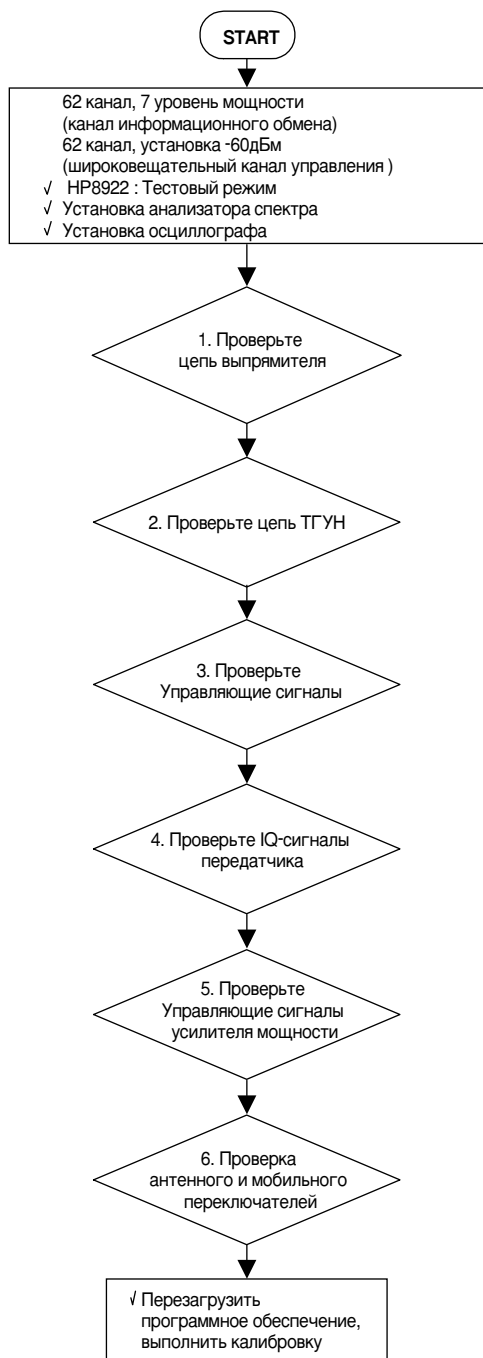 START
62 канал, 7 уровень мощности
(канал информационного обмена)
62 канал, установка -60дБм
(широковещательный канал управления )
√ HP8922 : Тестовый режим
√ Установка анализатора спектра
√ Установка осциллографа
1. Проверьте
цепь выпрямителя
2. Проверьте цепь ТГУН
3. Проверьте
Управляющие сигналы
4. Проверьте IQ-сигналы
передатчика
5. Проверьте
Управляющие сигналы
усилителя мощности
6. Проверка
антенного и мобильного
переключателей
√ Перезагрузить
программное обеспечение,
выполнить калибровку